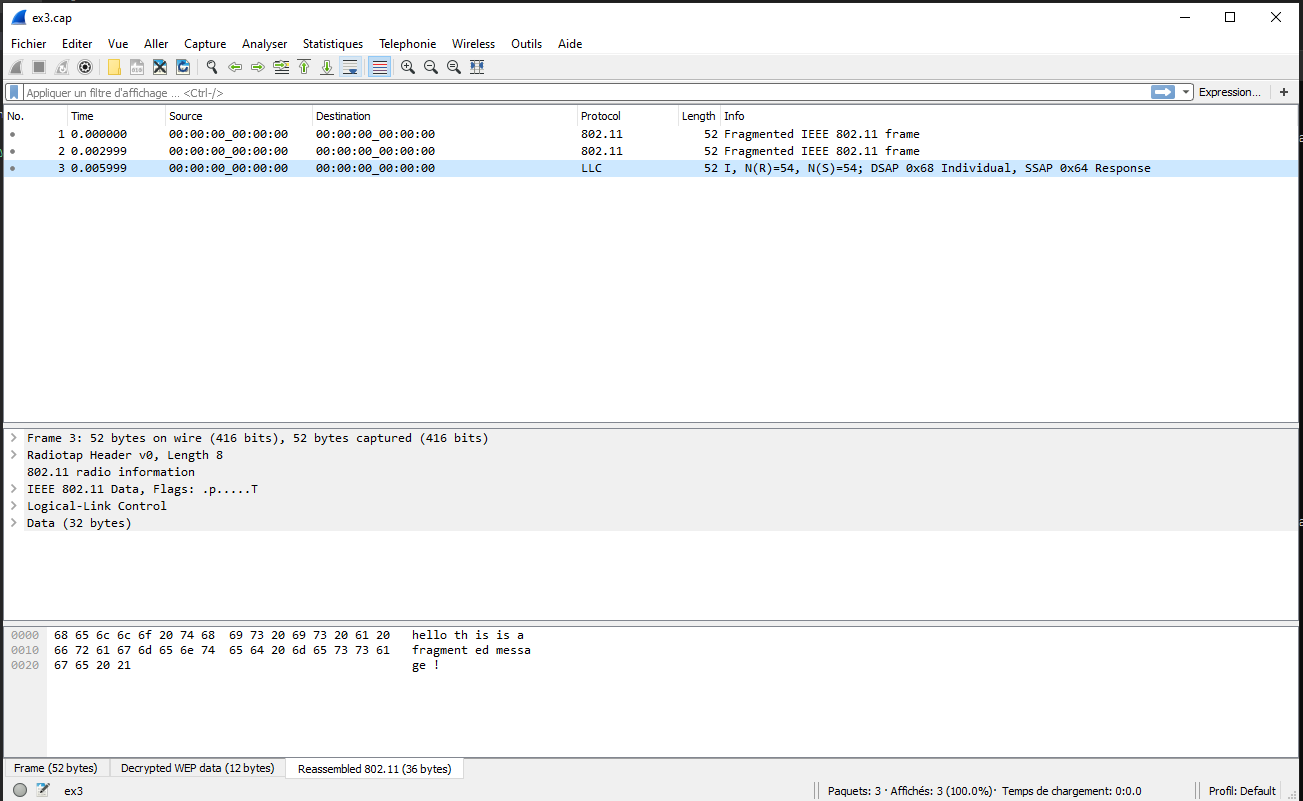 ex3.cap
Fichier Editer Vue Aller Capture Analyser Statistiques Telephonie Wireless Outils Aide
Appliquer un filtre d'affichage ... <Ctrl-/> Expression... +
No. Time Source Destination Protocol Length Info
1 0.000000 00:00:00_00:00:00 00:00:00_00:00:00 802.11 52 Fragmented IEEE 802.11 frame
2 0.002999 00:00:00_00:00:00 00:00:00_00:00:00 802.11 52 Fragmented IEEE 802.11 frame
3 0.005999 00:00:00_00:00:00 00:00:00_00:00:00 LLC 52 I, N(R)=54, N(S)=54; DSAP 0x68 Individual, SSAP 0x64 Response
Frame 3: 52 bytes on wire (416 bits), 52 bytes captured (416 bits)
Radiotap Header v0, Length 8
802.11 radio information
IEEE 802.11 Data, Flags: .p.....T
Logical-Link Control
Data (32 bytes)
0000 68 65 6c 6c 6f 20 74 68 69 73 20 69 73 20 61 20 hello th is is a
0010 66 72 61 67 6d 65 6e 74 65 64 20 6d 65 73 73 61 fragment ed messa
0020 67 65 20 21 ge !
Frame (52 bytes) Decrypted WEP data (12 bytes) Reassembled 802.11 (36 bytes)
ex3 Paquets: 3 · Affichés: 3 (100.0%) · Temps de chargement: 0:0.0 Profil: Default